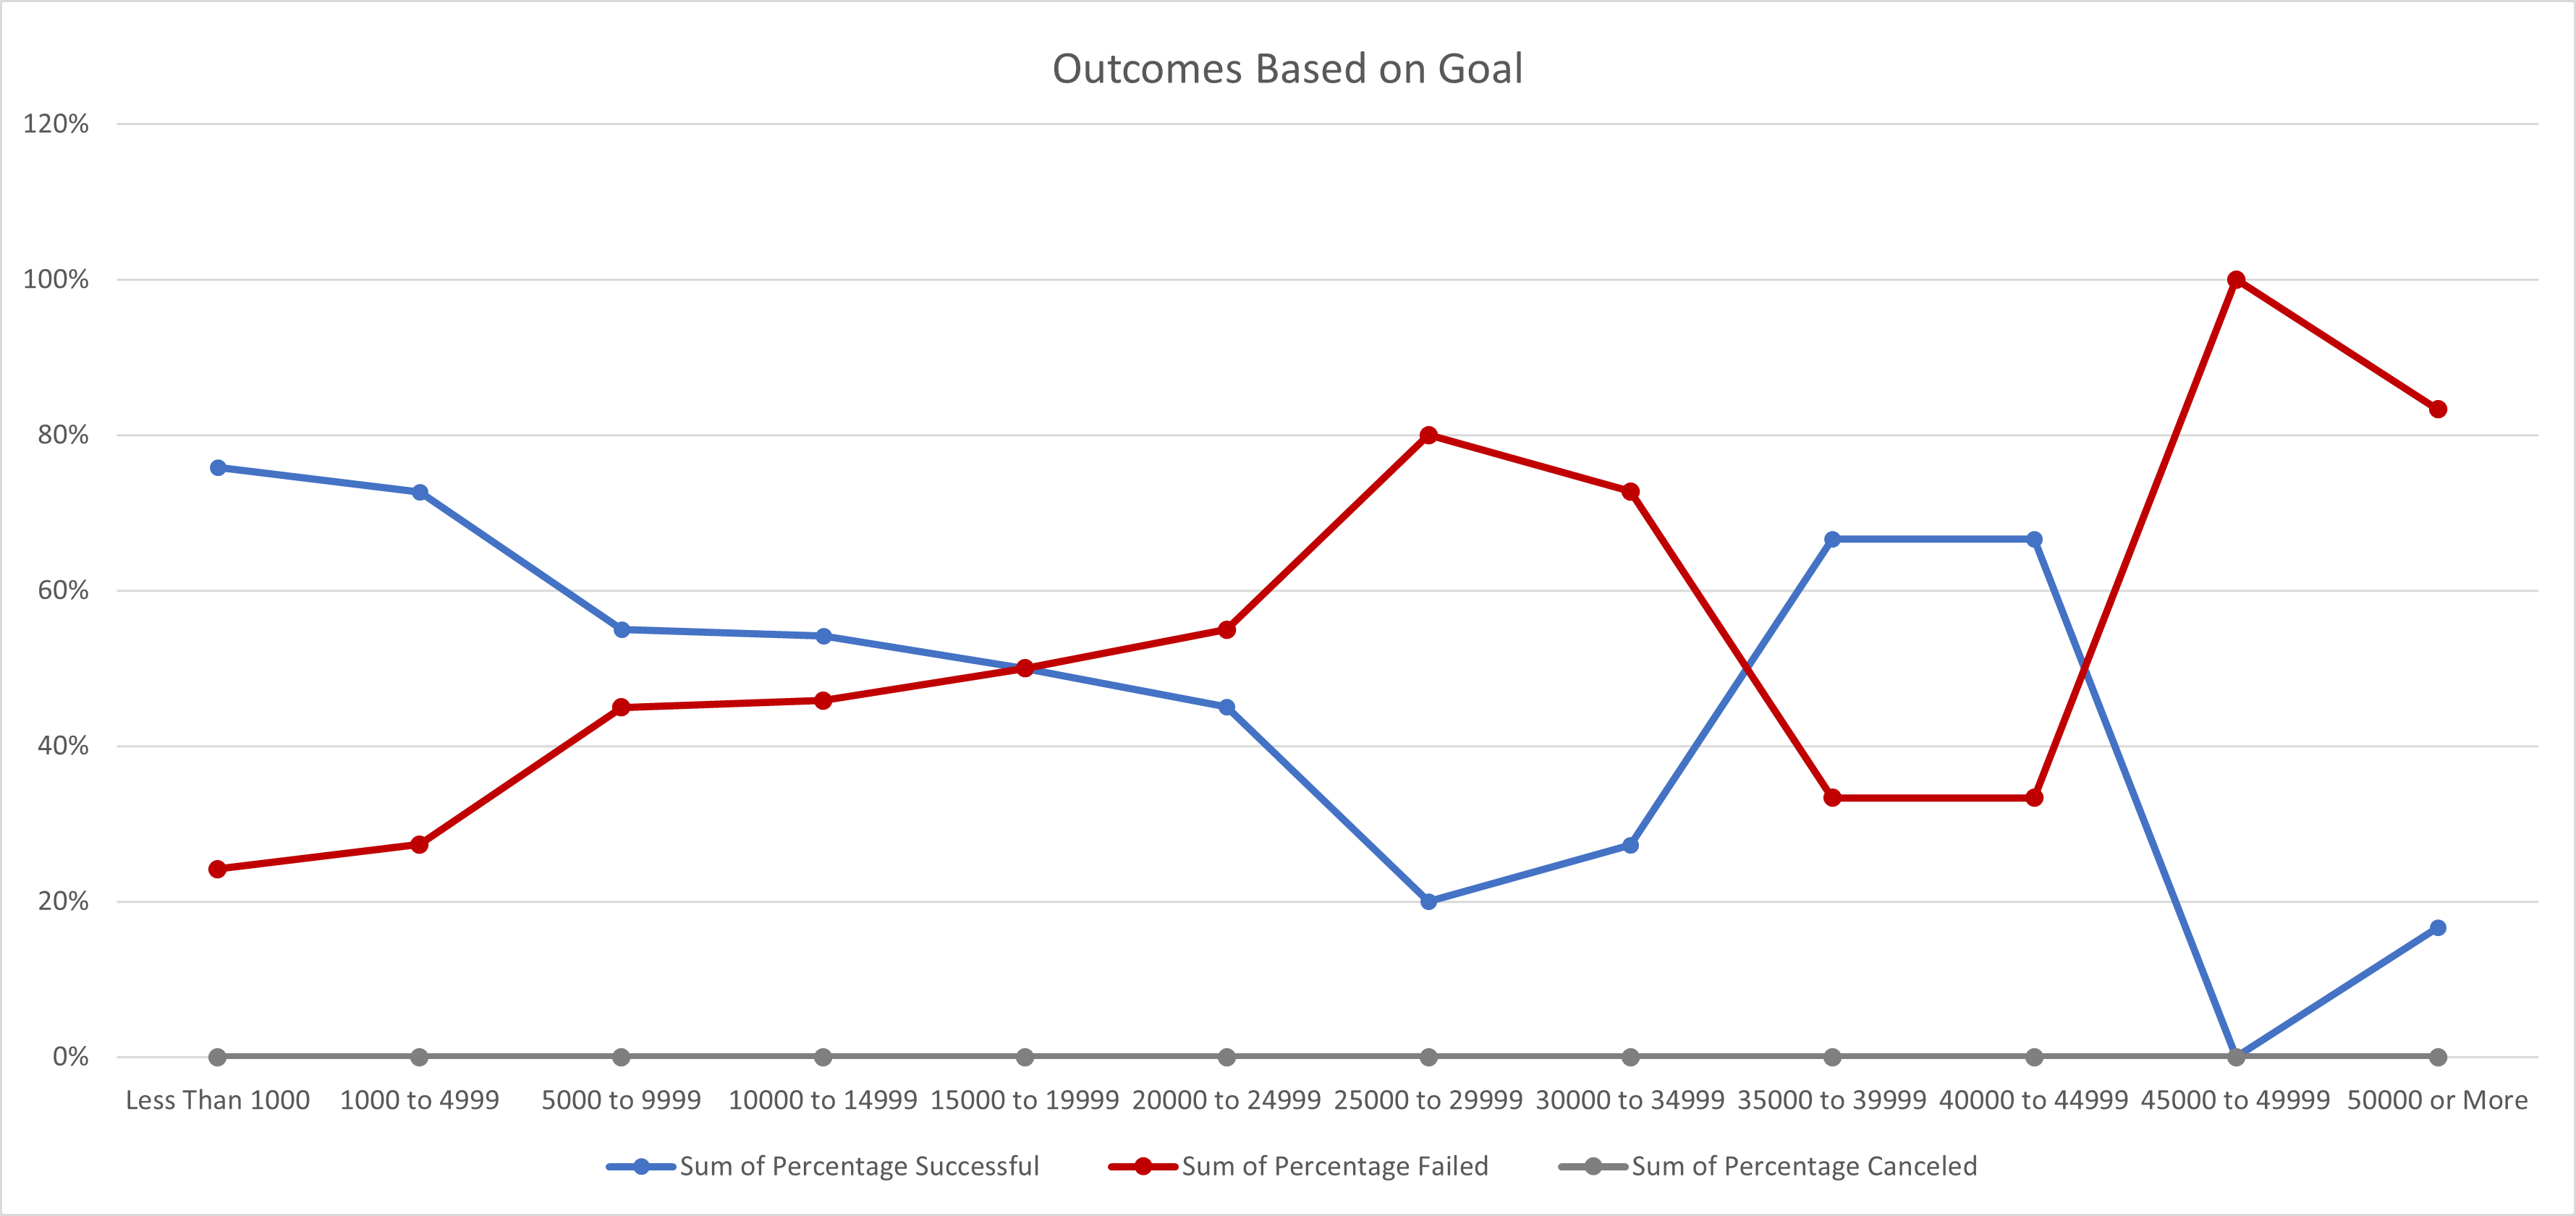 Outcomes Based on Goal
120%
100%
80%
60%
40%
20%
0%
Less Than 1000 1000 to 4999 5000 to 9999 10000 to 14999 15000 to 19999 20000 to 24999 25000 to 29999 30000 to 34999 35000 to 39999 40000 to 44999 45000 to 49999 50000 or More
Sum of Percentage Successful Sum of Percentage Failed Sum of Percentage Canceled